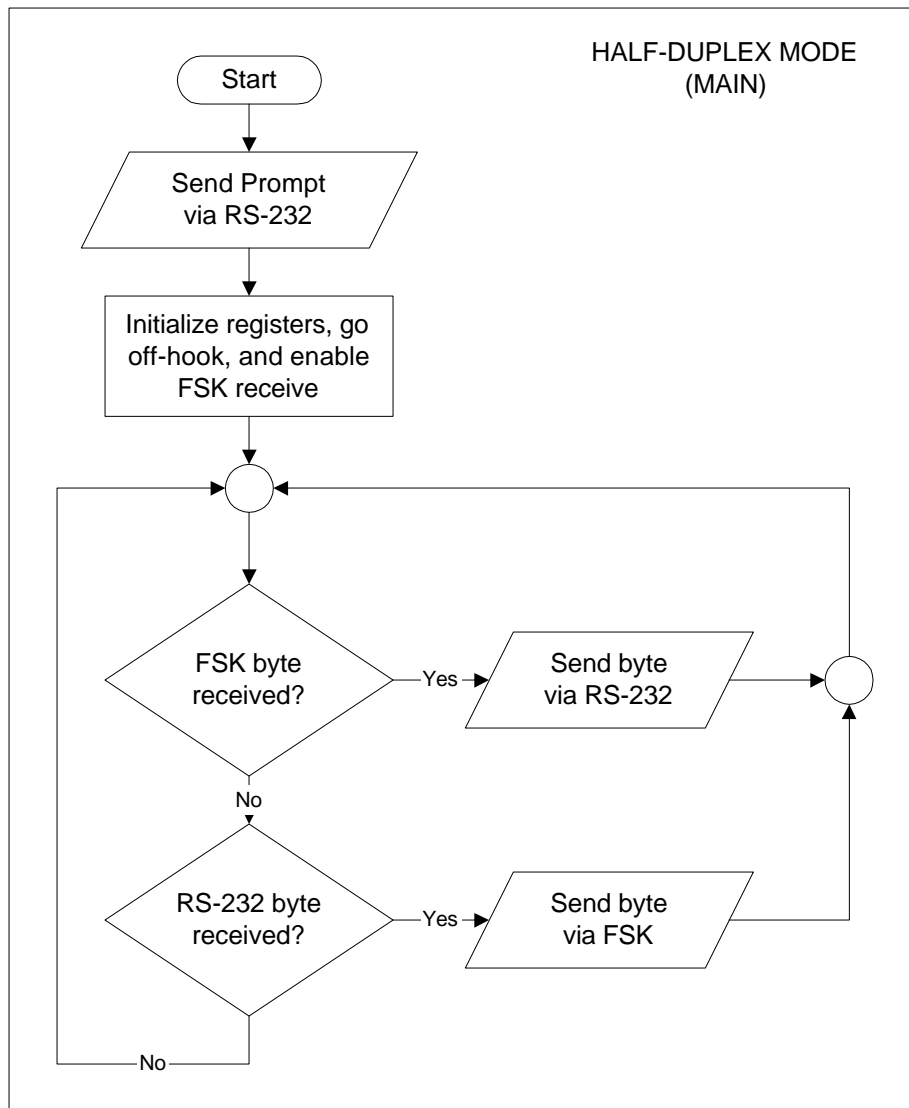 HALF-DUPLEX MODE
(MAIN)
Start
Send Prompt
via RS-232
Initialize registers, go
off-hook, and enable
FSK receive
FSK byte
received?
Yes
Send byte
via RS-232
No
RS-232 byte
received?
Yes
Send byte
via FSK
No